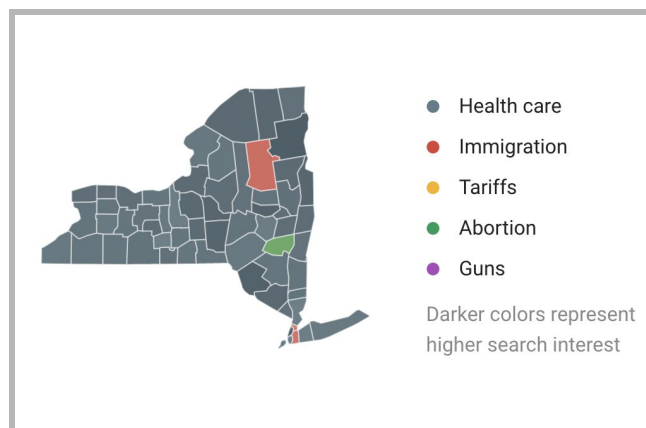 Health care
Immigration
Tariffs
Abortion
Guns
Darker colors represent
higher search interest